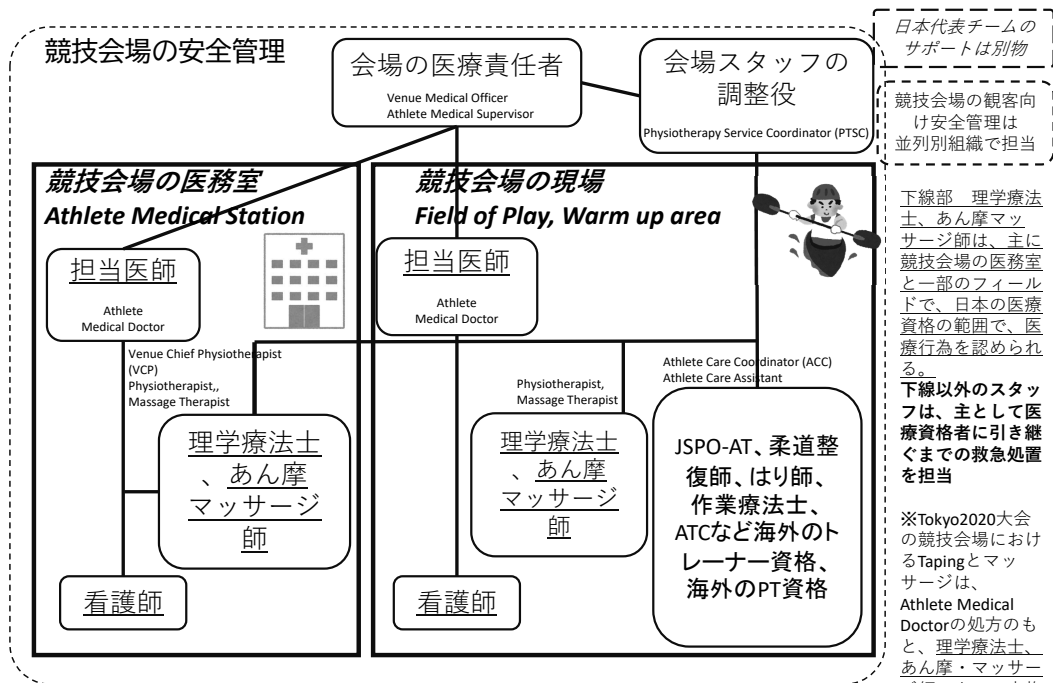 競技会場の安全管理
会場の医療責任者
Venue Medical Officer
Athlete Medical Supervisor
会場スタッフの
調整役
Physiotherapy Service Coordinator (PTSC)
日本代表チームの
サポートは別物
競技会場の観客向
け安全管理は
並列別組織で担当
競技会場の医務室
Athlete Medical Station
担当医師
Athlete
Medical Doctor
Venue Chief Physiotherapist
(VCP)
Physiotherapist,,
Massage Therapist
理学療法士
、あん摩
マッサージ
師
看護師
競技会場の現場
Field of Play, Warm up area
担当医師
Athlete
Medical Doctor
Physiotherapist,
Massage Therapist
理学療法士
、あん摩
マッサージ
師
看護師
Athlete Care Coordinator (ACC)
Athlete Care Assistant
JSPO-AT、柔道整
復師、はり師、
作業療法士、
ATCなど海外のト
レーナー資格、
海外のPT資格
下線部　理学療法
士、あん摩マッ
サージ師は、主に
競技会場の医務室
と一部のフィール
ドで、日本の医療
資格の範囲で、医
療行為を認められ
る。
下線以外のスタッ
フは、主として医
療資格者に引き継
ぐまでの救急処置
を担当
※Tokyo2020大会
の競技会場におけ
るTapingとマッ
サージは、
Athlete Medical
Doctorの処方のも
と、理学療法士、
あん摩・マッサー